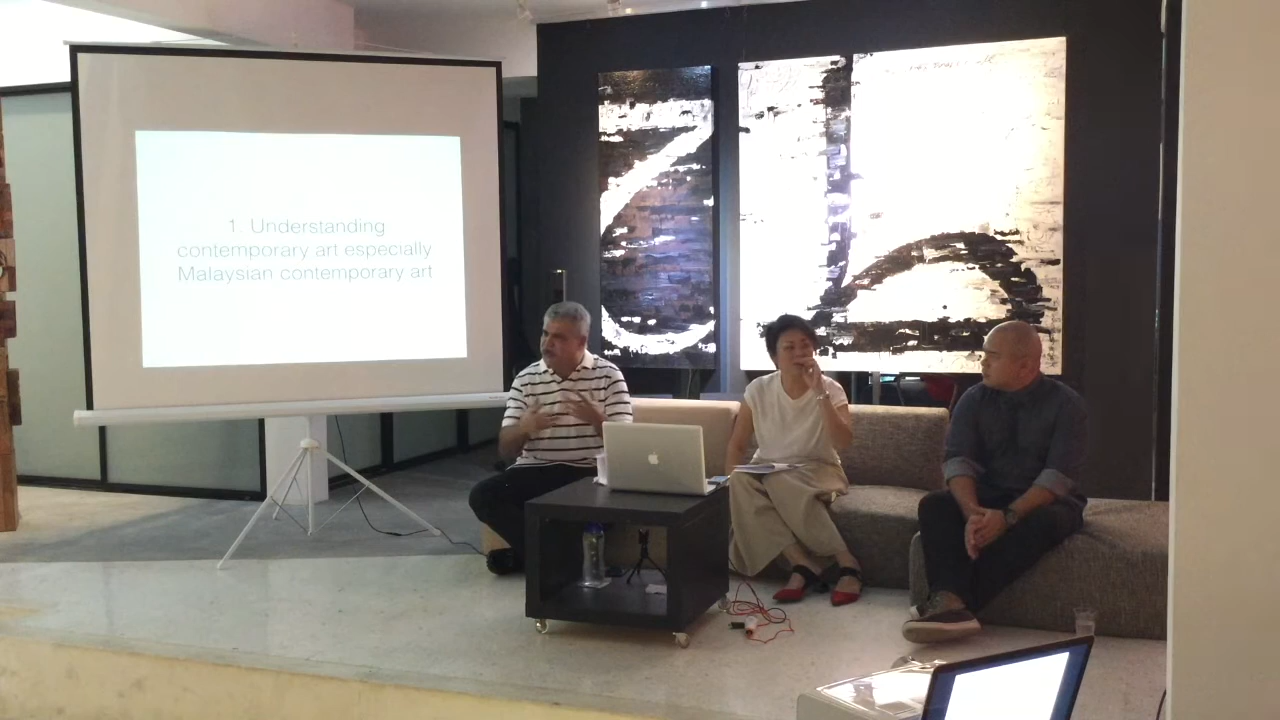 1. Understanding
contemporary art especially
Malaysian contemporary art